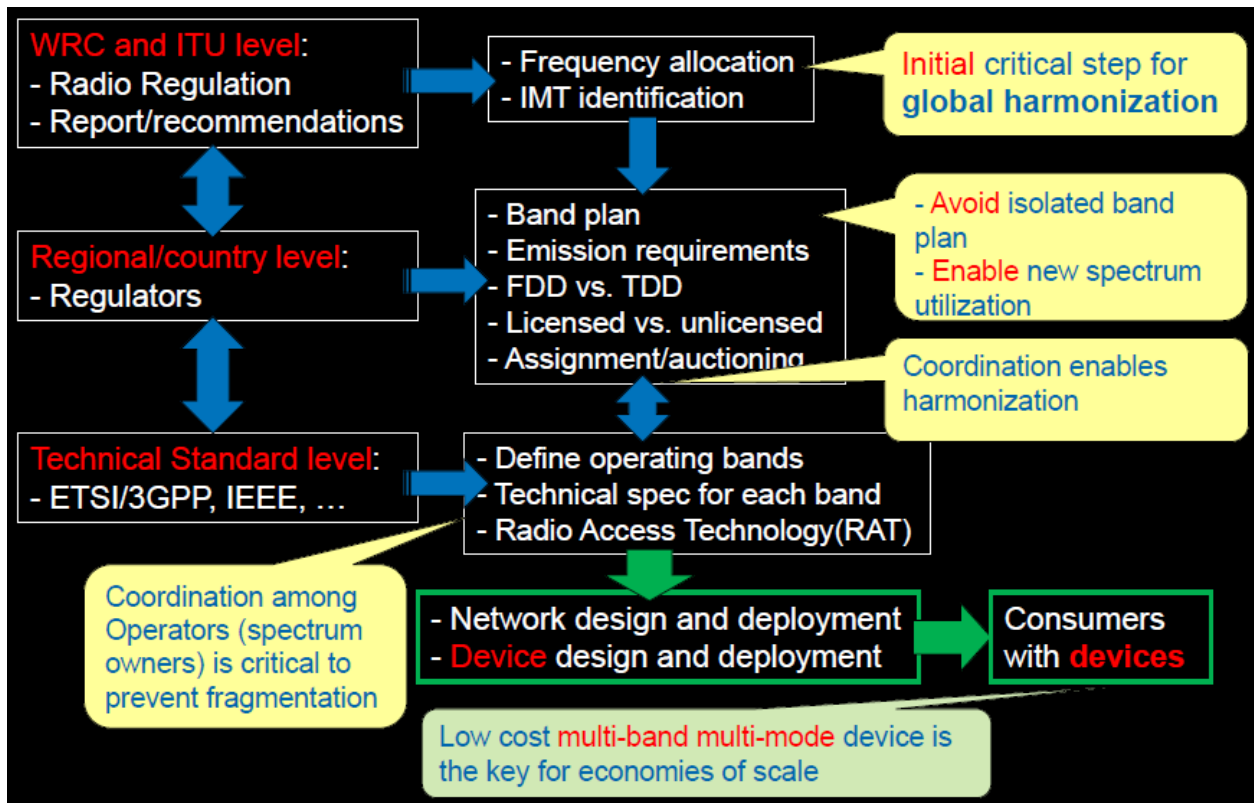 WRC and ITU level:
- Radio Regulation
- Report/recommendations
- Frequency allocation
- IMT identification
Initial critical step for
global harmonization
Regional/country level:
- Regulators
- Band plan
- Emission requirements
- FDD vs. TDD
- Licensed vs. unlicensed
- Assignment/auctioning
- Avoid isolated band
plan
- Enable new spectrum
utilization
Coordination enables
harmonization
Technical Standard level:
- ETSI/3GPP, IEEE, …
- Define operating bands
- Technical spec for each band
- Radio Access Technology(RAT)
Coordination among
Operators (spectrum
owners) is critical to
prevent fragmentation
- Network design and deployment
- Device design and deployment
Consumers
with devices
Low cost multi-band multi-mode device is
the key for economies of scale